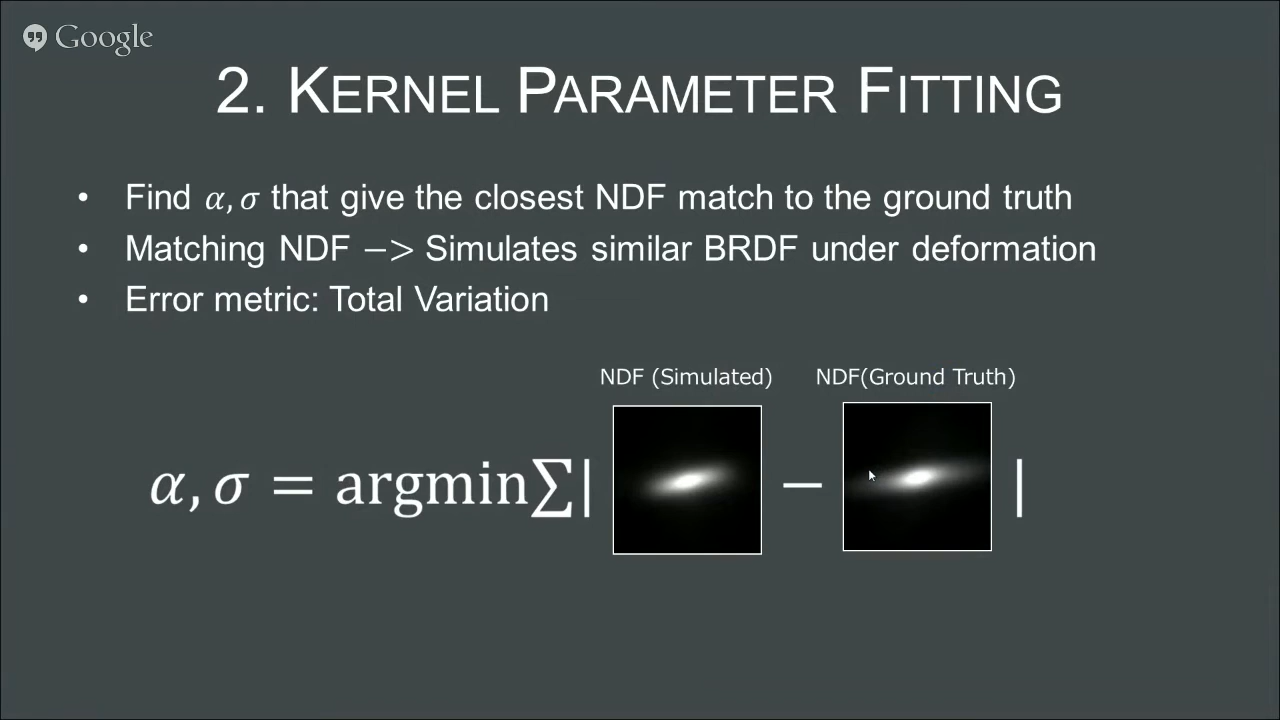 Google
2. KERNEL PARAMETER FITTING
• Find α, σ that give the closest NDF match to the ground truth
• Matching NDF −> Simulates similar BRDF under deformation
• Error metric: Total Variation
NDF (Simulated) NDF(Ground Truth)
α, σ = argmin∑| − |